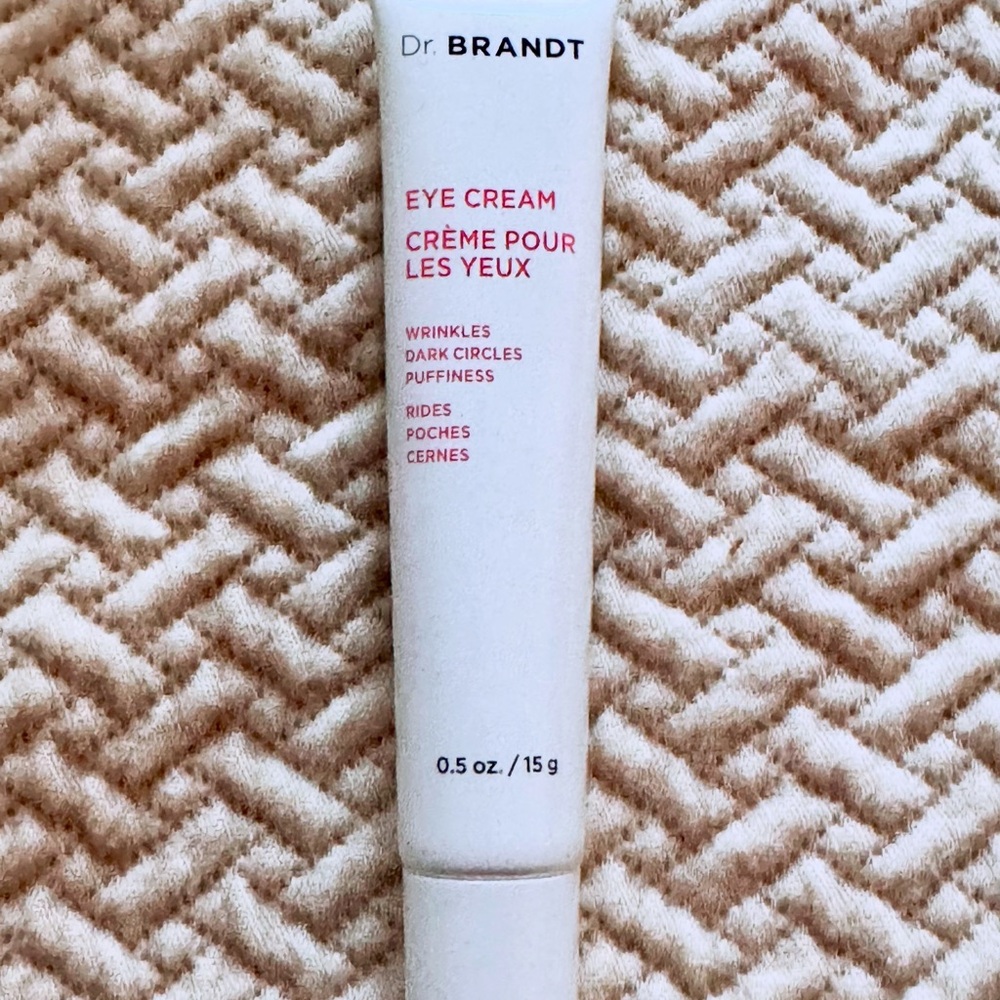 Dr. BRANDT
EYE CREAM
CRÈME POUR
LES YEUX
WRINKLES
DARK CIRCLES
PUFFINESS
RIDES
POCHES
CERNES
0.5 oz. / 15 g